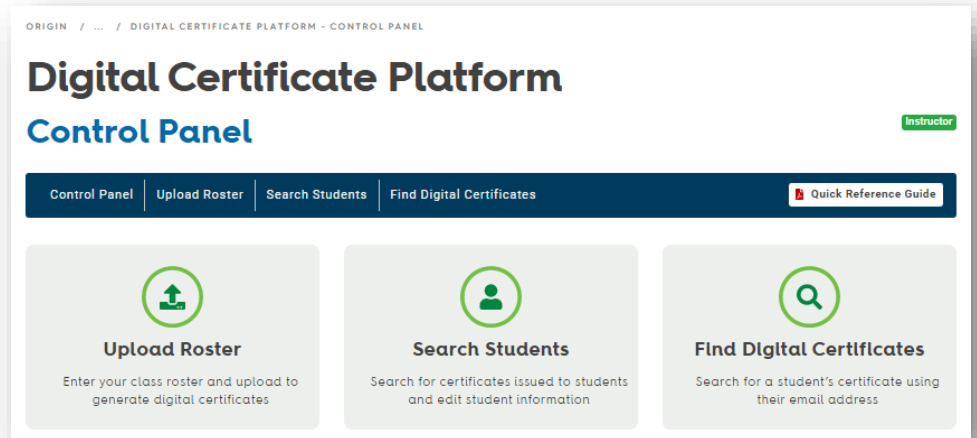 ORIGIN / ... / DIGITAL CERTIFICATE PLATFORM - CONTROL PANEL
Digital Certificate Platform
Control Panel
Instructor
Control Panel
Upload Roster
Search Students
Find Digital Certificates
Quick Reference Guide
Upload Roster
Enter your class roster and upload to
generate digital certificates
Search Students
Search for certificates issued to students
and edit student information
Find Digital Certificates
Search for a student's certificate using
their email address